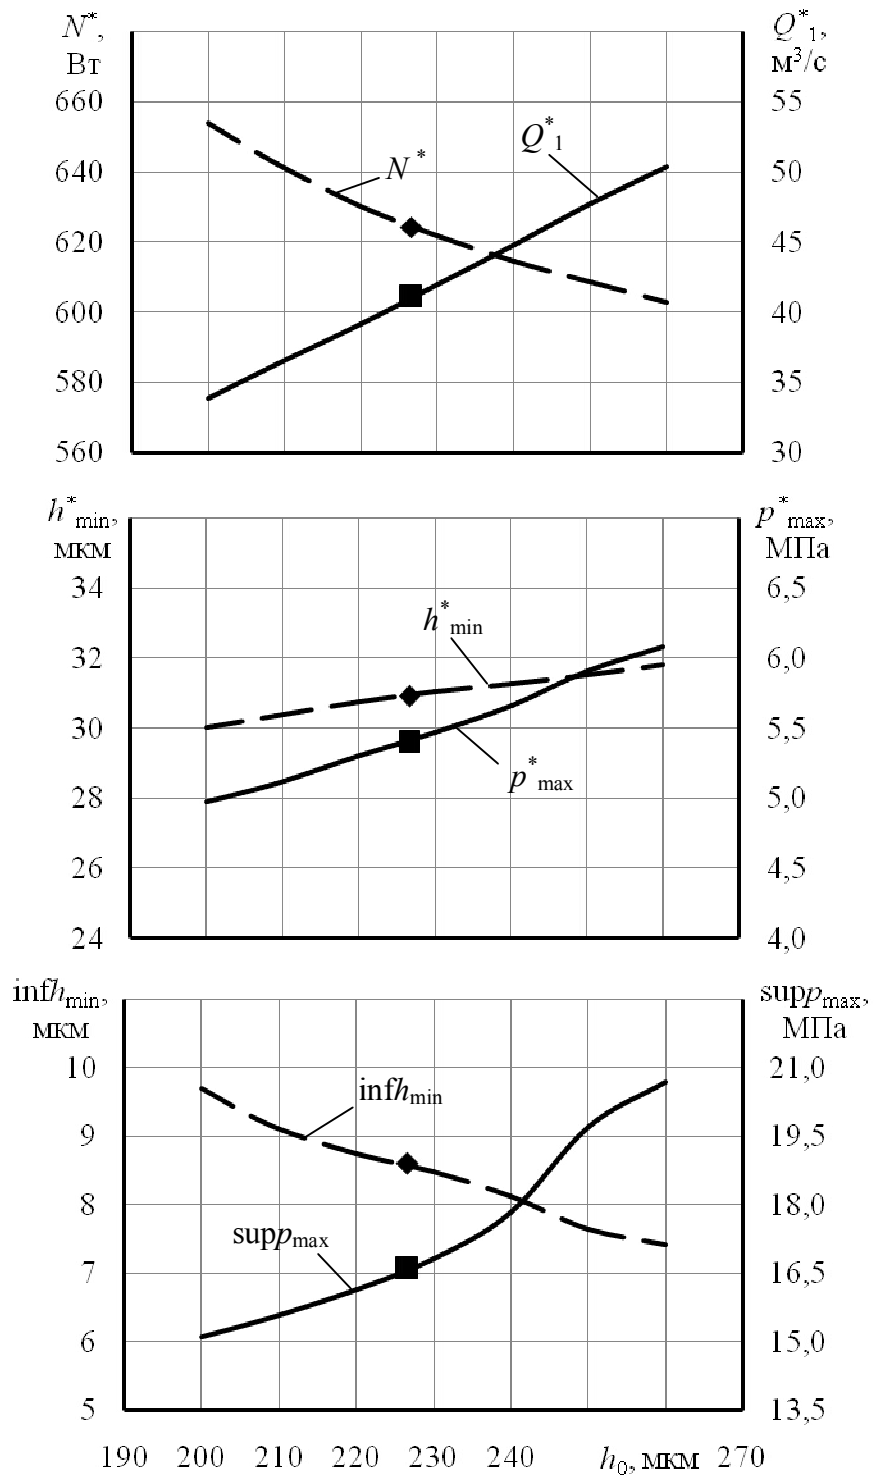 N*, Q*1,
Вт м³/с
660 55
N* Q*1
640 50
620 45
600 40
580 35
560 30
h*min, p*max,
мкм МПа
34 6,5
h*min
32 6,0
30 5,5
p*max
28 5,0
26 4,5
24 4,0
infhmin, suppmax,
мкм МПа
10 21,0
infhmin
9 19,5
8 18,0
suppmax
7 16,5
6 15,0
5 13,5
190 200 210 220 230 240 h0, мкм 270